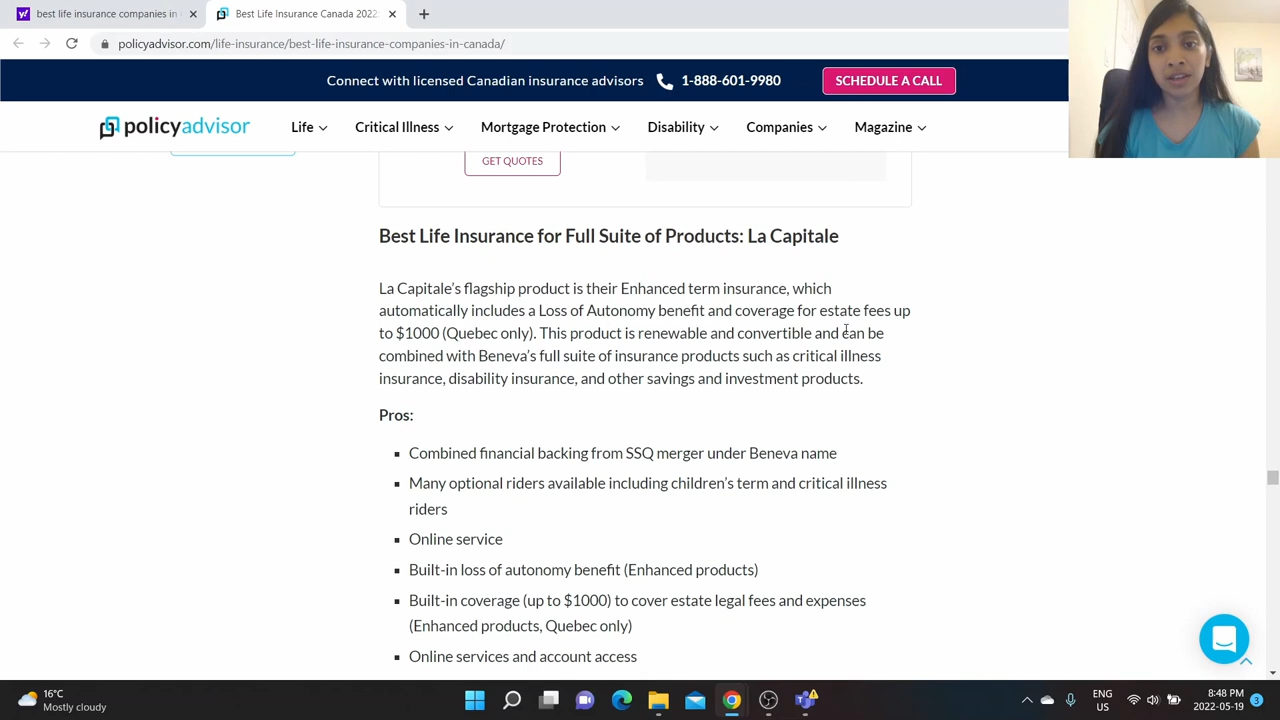 best life insurance companies in
Best Life Insurance Canada 2022:
policyadvisor.com/life-insurance/best-life-insurance-companies-in-canada/
Connect with licensed Canadian insurance advisors 1-888-601-9980 SCHEDULE A CALL
policyadvisor Life Critical Illness Mortgage Protection Disability Companies Magazine
GET QUOTES
Best Life Insurance for Full Suite of Products: La Capitale
La Capitale’s flagship product is their Enhanced term insurance, which
automatically includes a Loss of Autonomy benefit and coverage for estate fees up
to $1000 (Quebec only). This product is renewable and convertible and can be
combined with Beneva’s full suite of insurance products such as critical illness
insurance, disability insurance, and other savings and investment products.
Pros:
Combined financial backing from SSQ merger under Beneva name
Many optional riders available including children’s term and critical illness
riders
Online service
Built-in loss of autonomy benefit (Enhanced products)
Built-in coverage (up to $1000) to cover estate legal fees and expenses
(Enhanced products, Quebec only)
Online services and account access
16°C
Mostly cloudy
ENG
US
8:48 PM
2022-05-19
3